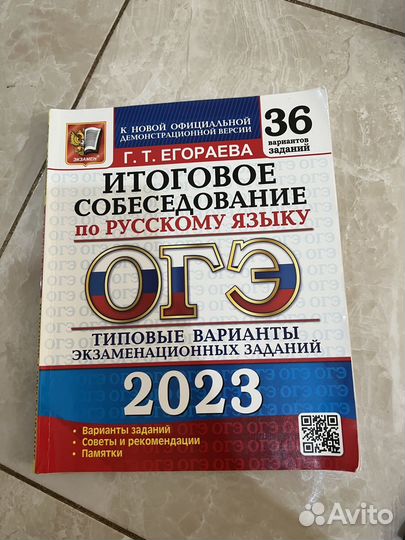 К НОВОЙ ОФИЦИАЛЬНОЙ
ДЕМОНСТРАЦИОННОЙ ВЕРСИИ
ЭКЗАМЕН
36
вариантов
заданий
Г. Т. ЕГОРАЕВА
ИТОГОВОЕ
СОБЕСЕДОВАНИЕ
ПО РУССКОМУ ЯЗЫКУ
ОГЭ
ТИПОВЫЕ ВАРИАНТЫ
ЭКЗАМЕНАЦИОННЫХ ЗАДАНИЙ
2023
• Варианты заданий
• Советы и рекомендации
• Памятки
Avito